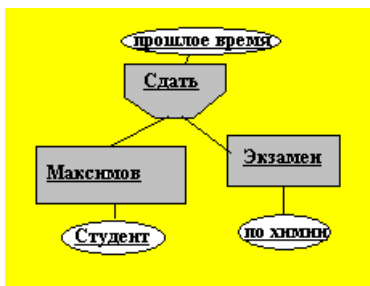 прошлое время
Сдать
Максимов
Экзамен
Студент
по химии